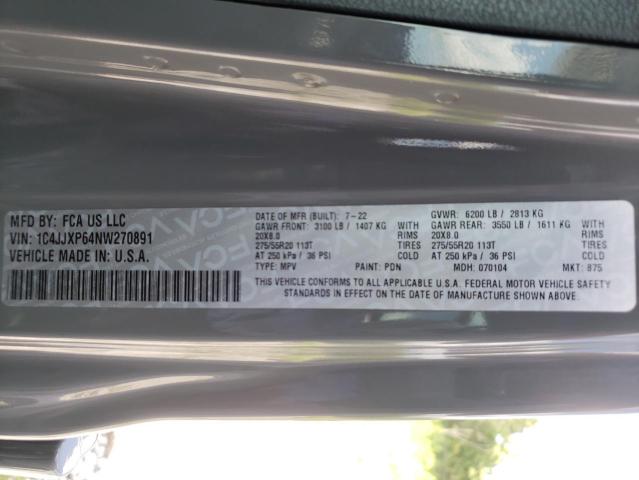 MFD BY: FCA US LLC
VIN: 1C4JJXP64NW270891
VEHICLE MADE IN: U.S.A.
DATE OF MFR (BUILT): 7-22 GVWR: 6200 LB / 2813 KG
GAWR FRONT: 3100 LB / 1407 KG GAWR REAR: 3550 LB / 1611 KG
20X8.0 RIMS 20X8.0 RIMS
275/55R20 113T TIRES 275/55R20 113T TIRES
AT 250 kPa / 36 PSI COLD AT 250 kPa / 36 PSI COLD
TYPE: MPV PAINT: PDN MDH: 070104 MKT: 875
THIS VEHICLE CONFORMS TO ALL APPLICABLE U.S.A. FEDERAL MOTOR VEHICLE SAFETY
STANDARDS IN EFFECT ON THE DATE OF MANUFACTURE SHOWN ABOVE.